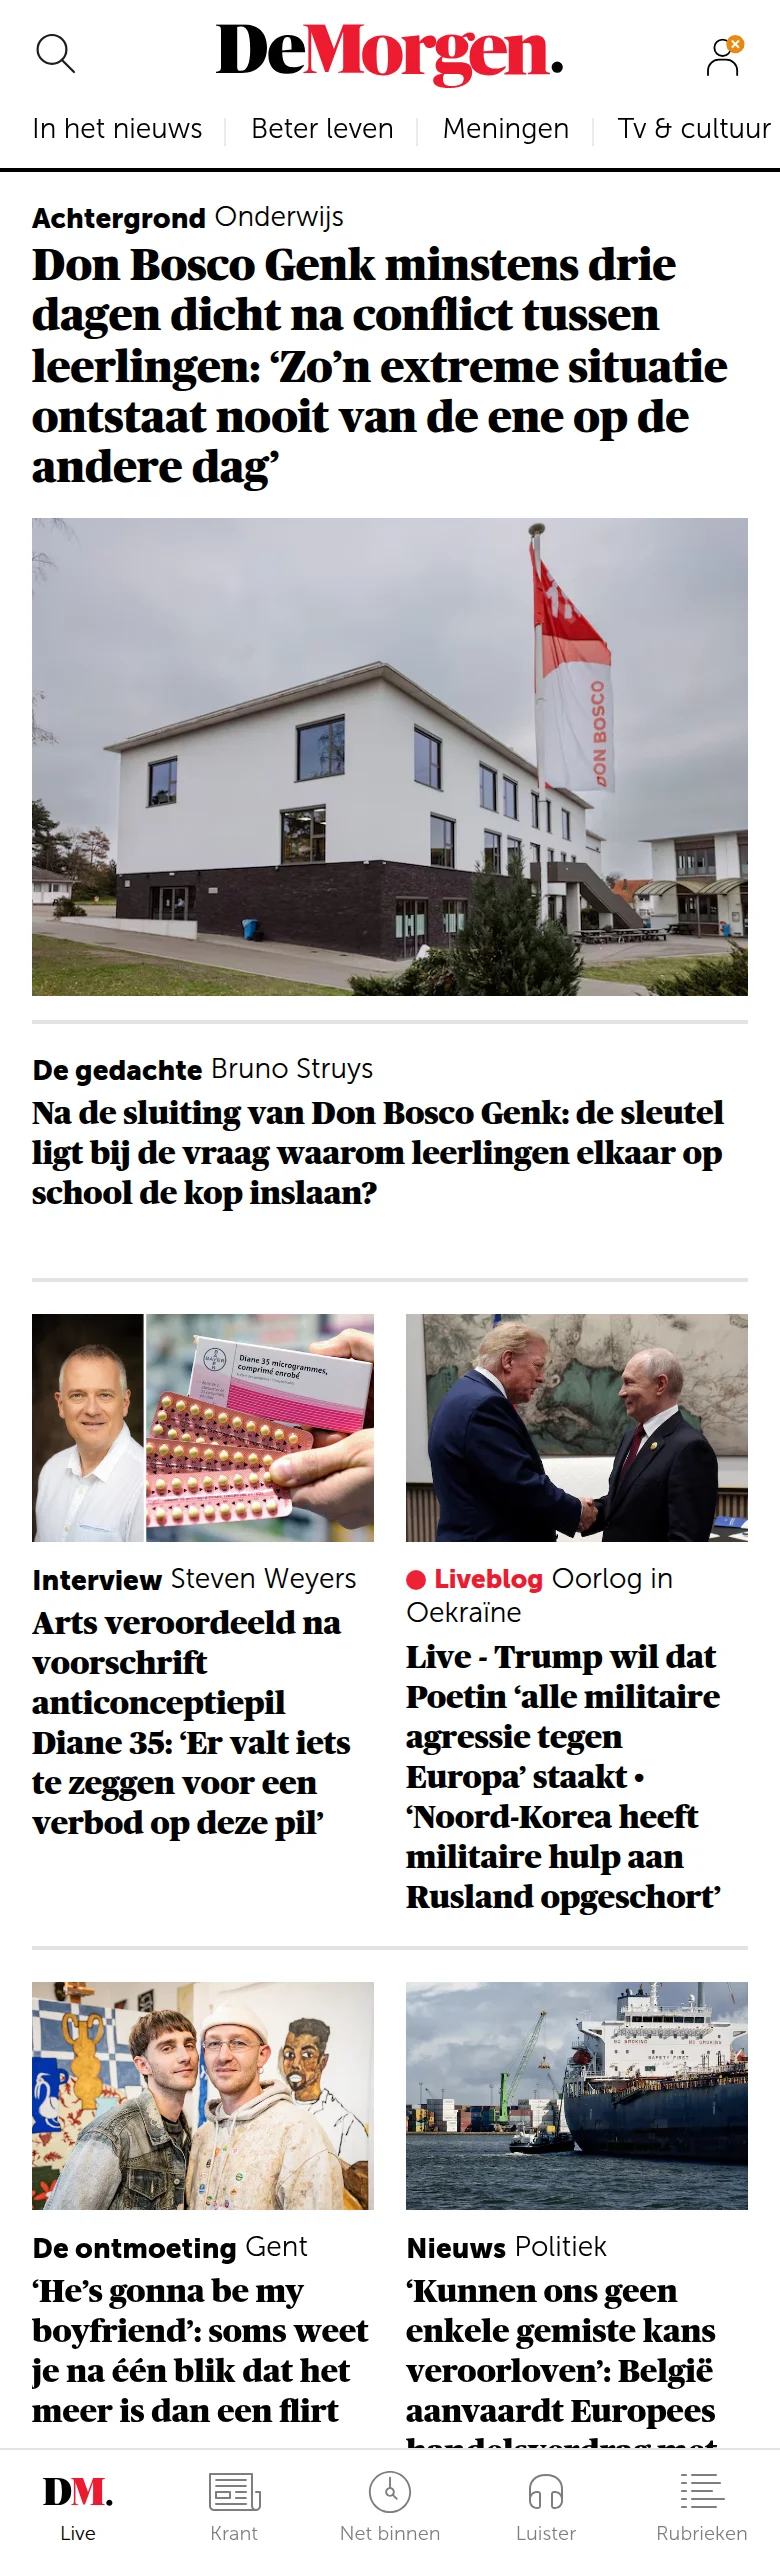 DeMorgen.
In het nieuws
Beter leven
Meningen
Tv & cultuur
Achtergrond Onderwijs
Don Bosco Genk minstens drie
dagen dicht na conflict tussen
leerlingen: ‘Zo’n extreme situatie
ontstaat nooit van de ene op de
andere dag’
DON BOSCO
De gedachte Bruno Struys
Na de sluiting van Don Bosco Genk: de sleutel
ligt bij de vraag waarom leerlingen elkaar op
school de kop inslaan?
Diane 35 microgrammes,
comprimé enrobé
Interview Steven Weyers
Arts veroordeeld na
voorschrift
anticonceptiepil
Diane 35: ‘Er valt iets
te zeggen voor een
verbod op deze pil’
Liveblog Oorlog in
Oekraïne
Live - Trump wil dat
Poetin ‘alle militaire
agressie tegen
Europa’ staakt •
‘Noord-Korea heeft
militaire hulp aan
Rusland opgeschort’
NO SMOKING
SAFETY FIRST
De ontmoeting Gent
‘He’s gonna be my
boyfriend’: soms weet
je na één blik dat het
meer is dan een flirt
Nieuws Politiek
‘Kunnen ons geen
enkele gemiste kans
veroorloven’: België
aanvaardt Europees
handelsverdrag met
DM.
Live
Krant
Net binnen
Luister
Rubrieken